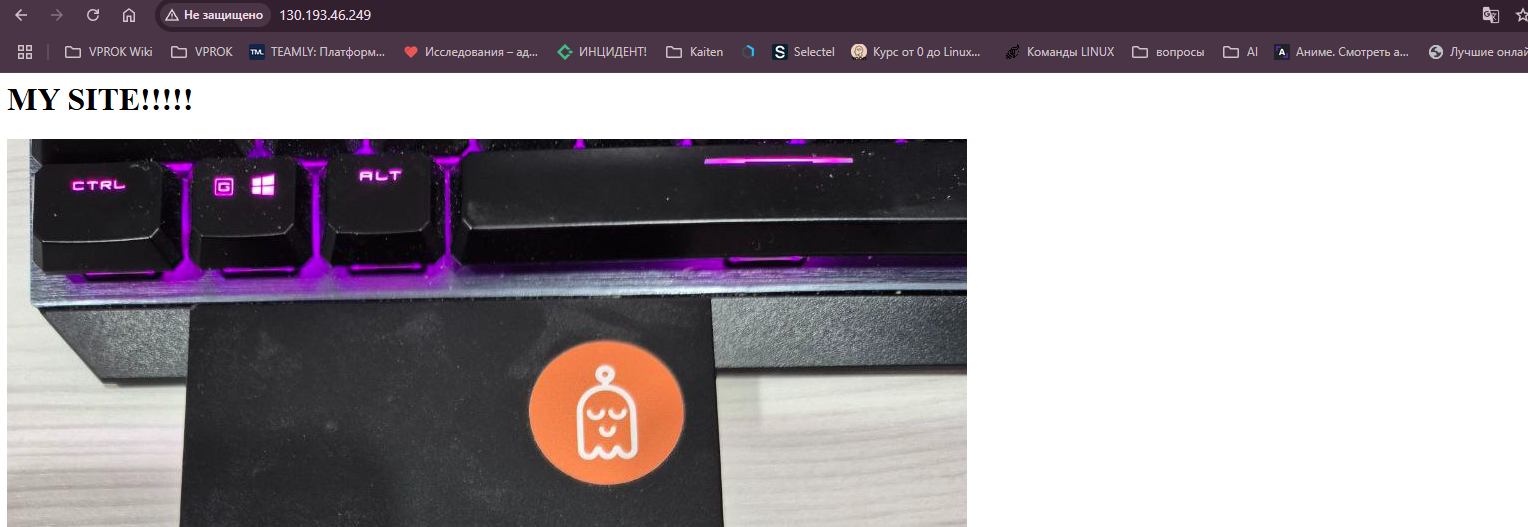 Не защищено 130.193.46.249
VPROK Wiki VPROK TEAMLY: Платформ... Исследования – ад... ИНЦИДЕНТ! Kaiten Selectel Курс от 0 до Linux... Команды LINUX вопросы AI Аниме. Смотреть а... Лучшие онлай
MY SITE!!!!!
CTRL G ALT